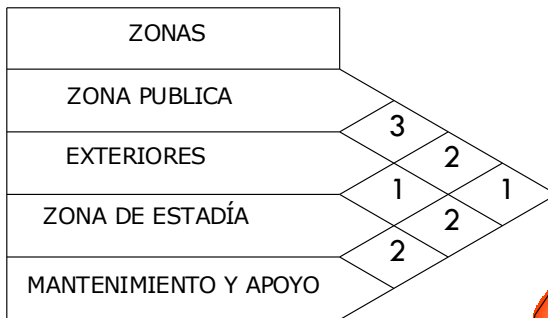 ZONAS
ZONA PUBLICA
3
2
EXTERIORES
1
1
ZONA DE ESTADÍA
2
2
MANTENIMIENTO Y APOYO